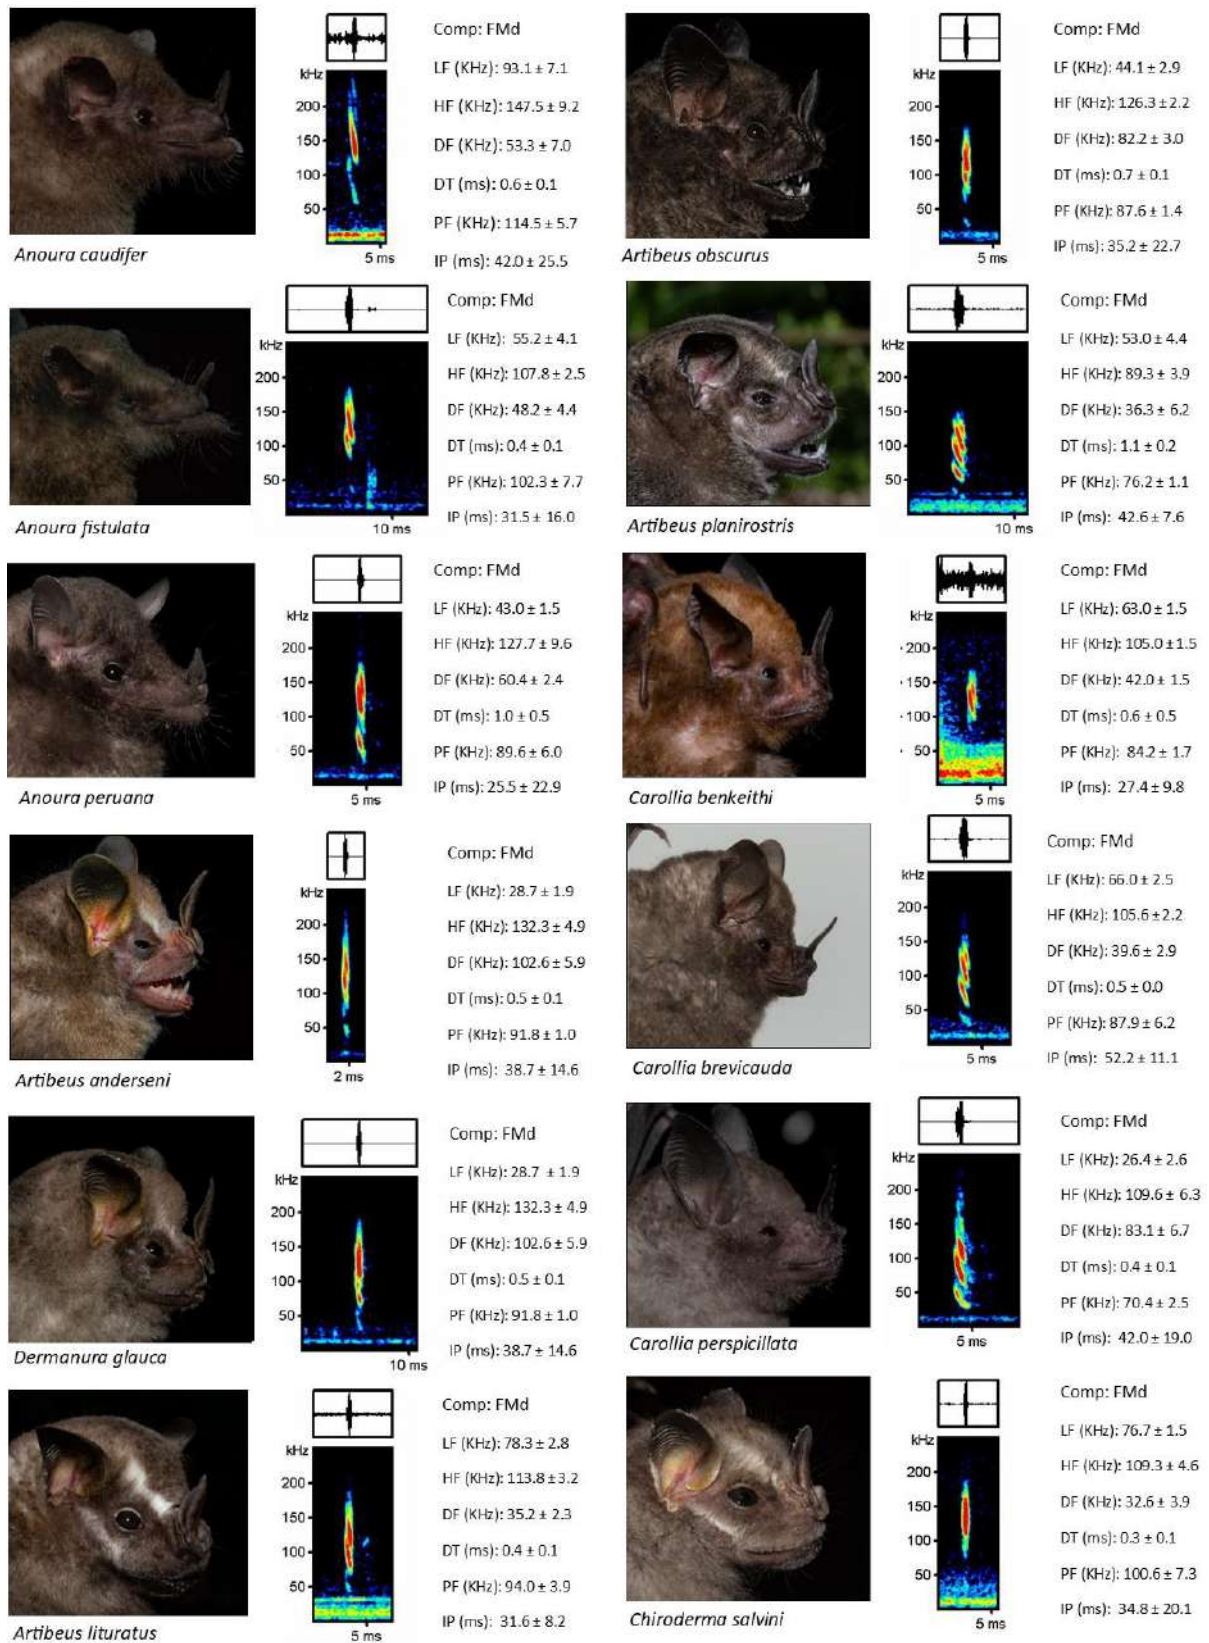 Comp: FMd
kHz
LF (KHz): 93.1 ± 7.1
200
HF (KHz): 147.5 ± 9.2
150
DF (KHz): 53.3 ± 7.0
100
DT (ms): 0.6 ± 0.1
50
PF (KHz): 114.5 ± 5.7
Anoura caudifer
5 ms
IP (ms): 42.0 ± 25.5
Comp: FMd
kHz
LF (KHz): 44.1 ± 2.9
200
HF (KHz): 126.3 ± 2.2
150
DF (KHz): 82.2 ± 3.0
100
DT (ms): 0.7 ± 0.1
50
PF (KHz): 87.6 ± 1.4
IP (ms): 35.2 ± 22.7
Artibeus obscurus
5 ms
Comp: FMd
kHz
LF (KHz): 55.2 ± 4.1
200
HF (KHz): 107.8 ± 2.5
150
DF (KHz): 48.2 ± 4.4
100
DT (ms): 0.4 ± 0.1
50
PF (KHz): 102.3 ± 7.7
IP (ms): 31.5 ± 16.0
Anoura fistulata
10 ms
Comp: FMd
kHz
LF (KHz): 53.0 ± 4.4
200
HF (KHz): 89.3 ± 3.9
150
DF (KHz): 36.3 ± 6.2
100
DT (ms): 1.1 ± 0.2
50
PF (KHz): 76.2 ± 1.1
IP (ms): 42.6 ± 7.6
Artibeus planirostris
10 ms
Comp: FMd
kHz
LF (KHz): 43.0 ± 1.5
200
HF (KHz): 127.7 ± 9.6
150
DF (KHz): 60.4 ± 2.4
100
DT (ms): 1.0 ± 0.5
50
PF (KHz): 89.6 ± 6.0
IP (ms): 25.5 ± 22.9
Anoura peruana
5 ms
Comp: FMd
kHz
LF (KHz): 63.0 ± 1.5
200
HF (KHz): 105.0 ± 1.5
150
DF (KHz): 42.0 ± 1.5
100
DT (ms): 0.6 ± 0.5
50
PF (KHz): 84.2 ± 1.7
IP (ms): 27.4 ± 9.8
Carollia benkeithi
5 ms
Comp: FMd
kHz
LF (KHz): 28.7 ± 1.9
200
HF (KHz): 132.3 ± 4.9
150
DF (KHz): 102.6 ± 5.9
100
DT (ms): 0.5 ± 0.1
50
PF (KHz): 91.8 ± 1.0
IP (ms): 38.7 ± 14.6
Artibeus anderseni
2 ms
Comp: FMd
kHz
LF (KHz): 66.0 ± 2.5
200
HF (KHz): 105.6 ± 2.2
150
DF (KHz): 39.6 ± 2.9
100
DT (ms): 0.5 ± 0.0
50
PF (KHz): 87.9 ± 6.2
IP (ms): 52.2 ± 11.1
Carollia brevicauda
5 ms
Comp: FMd
kHz
LF (KHz): 28.7 ± 1.9
200
HF (KHz): 132.3 ± 4.9
150
DF (KHz): 102.6 ± 5.9
100
DT (ms): 0.5 ± 0.1
50
PF (KHz): 91.8 ± 1.0
IP (ms): 38.7 ± 14.6
Dermanura glauca
10 ms
Comp: FMd
kHz
LF (KHz): 26.4 ± 2.6
200
HF (KHz): 109.6 ± 6.3
150
DF (KHz): 83.1 ± 6.7
100
DT (ms): 0.4 ± 0.1
50
PF (KHz): 70.4 ± 2.5
IP (ms): 42.0 ± 19.0
Carollia perspicillata
5 ms
Comp: FMd
kHz
LF (KHz): 78.3 ± 2.8
200
HF (KHz): 113.8 ± 3.2
150
DF (KHz): 35.2 ± 2.3
100
DT (ms): 0.4 ± 0.1
50
PF (KHz): 94.0 ± 3.9
IP (ms): 31.6 ± 8.2
Artibeus lituratus
5 ms
Comp: FMd
kHz
LF (KHz): 76.7 ± 1.5
200
HF (KHz): 109.3 ± 4.6
150
DF (KHz): 32.6 ± 3.9
100
DT (ms): 0.3 ± 0.1
50
PF (KHz): 100.6 ± 7.3
IP (ms): 34.8 ± 20.1
Chiroderma salvini
5 ms